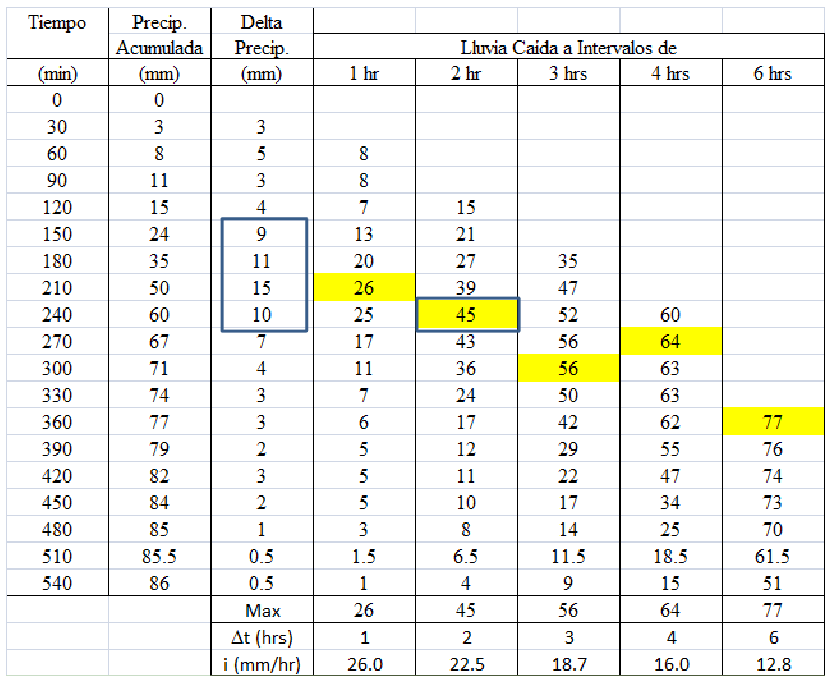 Tiempo Precip. Delta
Acumulada Precip. Lluvia Caida a Intervalos de
(min) (mm) (mm) 1 hr 2 hr 3 hrs 4 hrs 6 hrs
0 0
30 3 3
60 8 5 8
90 11 3 8
120 15 4 7 15
150 24 9 13 21
180 35 11 20 27 35
210 50 15 26 39 47
240 60 10 25 45 52 60
270 67 7 17 43 56 64
300 71 4 11 36 56 63
330 74 3 7 24 50 63
360 77 3 6 17 42 62 77
390 79 2 5 12 29 55 76
420 82 3 5 11 22 47 74
450 84 2 5 10 17 34 73
480 85 1 3 8 14 25 70
510 85.5 0.5 1.5 6.5 11.5 18.5 61.5
540 86 0.5 1 4 9 15 51
Max 26 45 56 64 77
Δt (hrs) 1 2 3 4 6
i (mm/hr) 26.0 22.5 18.7 16.0 12.8